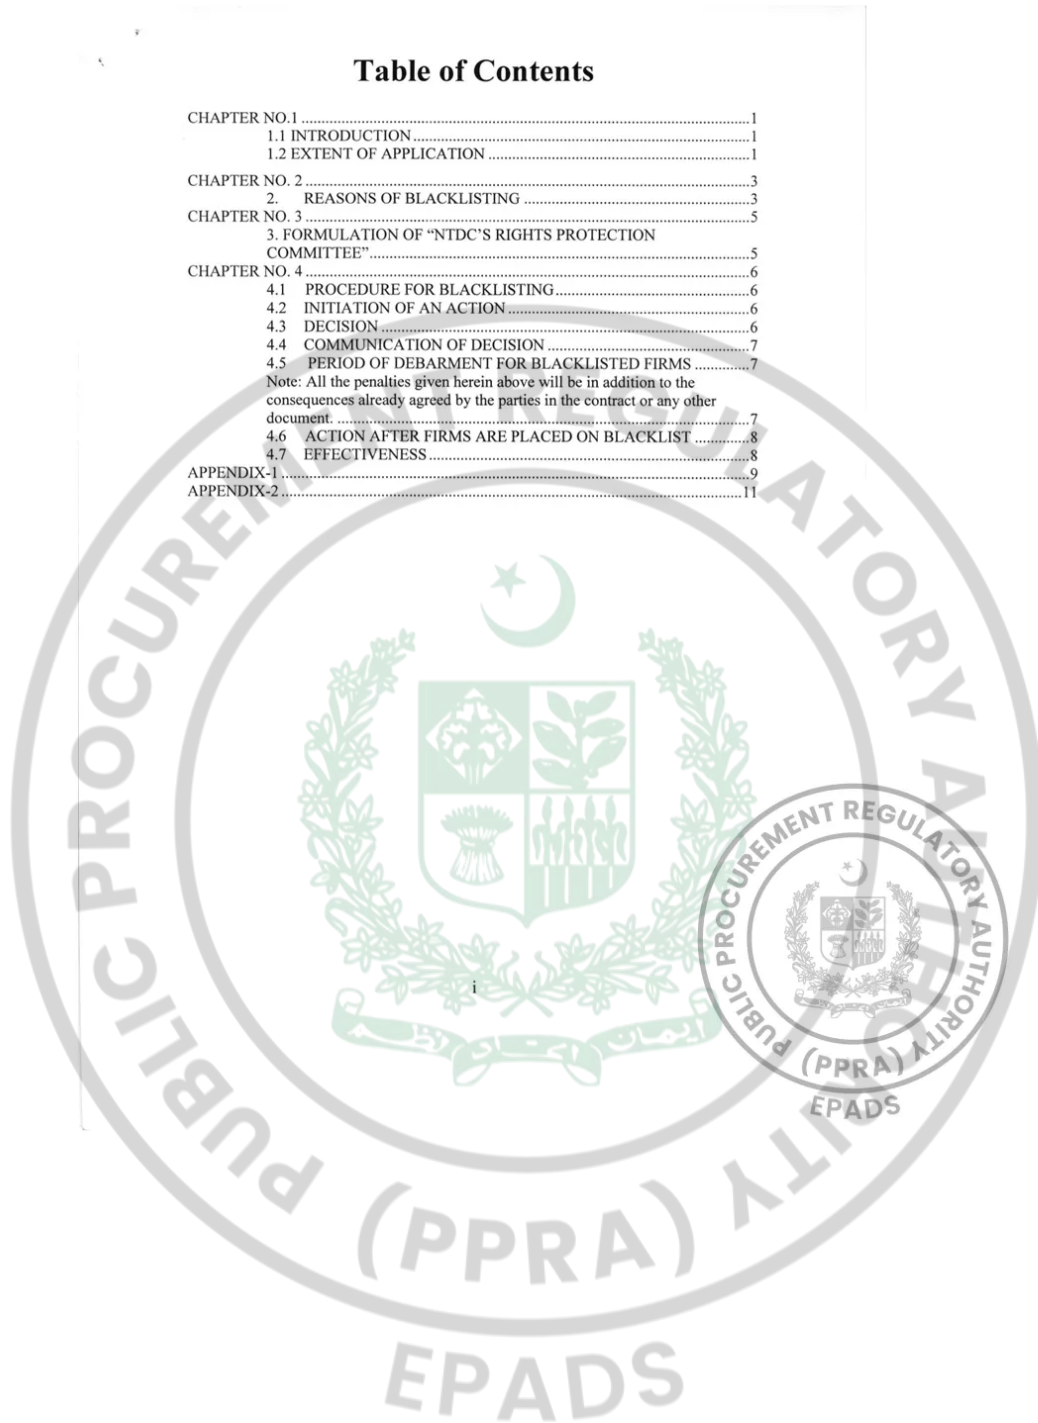 Table of Contents
CHAPTER NO.1 ........................................ 1
1.1 INTRODUCTION ........................................ 1
1.2 EXTENT OF APPLICATION ........................................ 1
CHAPTER NO. 2 ........................................ 3
2. REASONS OF BLACKLISTING ........................................ 3
CHAPTER NO. 3 ........................................ 5
3. FORMULATION OF “NTDC’S RIGHTS PROTECTION
COMMITTEE” ........................................ 5
CHAPTER NO. 4 ........................................ 6
4.1 PROCEDURE FOR BLACKLISTING ........................................ 6
4.2 INITIATION OF AN ACTION ........................................ 6
4.3 DECISION ........................................ 6
4.4 COMMUNICATION OF DECISION ........................................ 7
4.5 PERIOD OF DEBARMENT FOR BLACKLISTED FIRMS ............. 7
Note: All the penalties given herein above will be in addition to the
consequences already agreed by the parties in the contract or any other
document. ........................................ 7
4.6 ACTION AFTER FIRMS ARE PLACED ON BLACKLIST ............. 8
4.7 EFFECTIVENESS ........................................ 8
APPENDIX-1 ........................................ 9
APPENDIX-2 ........................................ 11
i
PUBLIC PROCUREMENT REGULATORY AUTHORITY
(PPRA)
EPADS
PUBLIC PROCUREMENT REGULATORY AUTHORITY
(PPRA)
EPADS